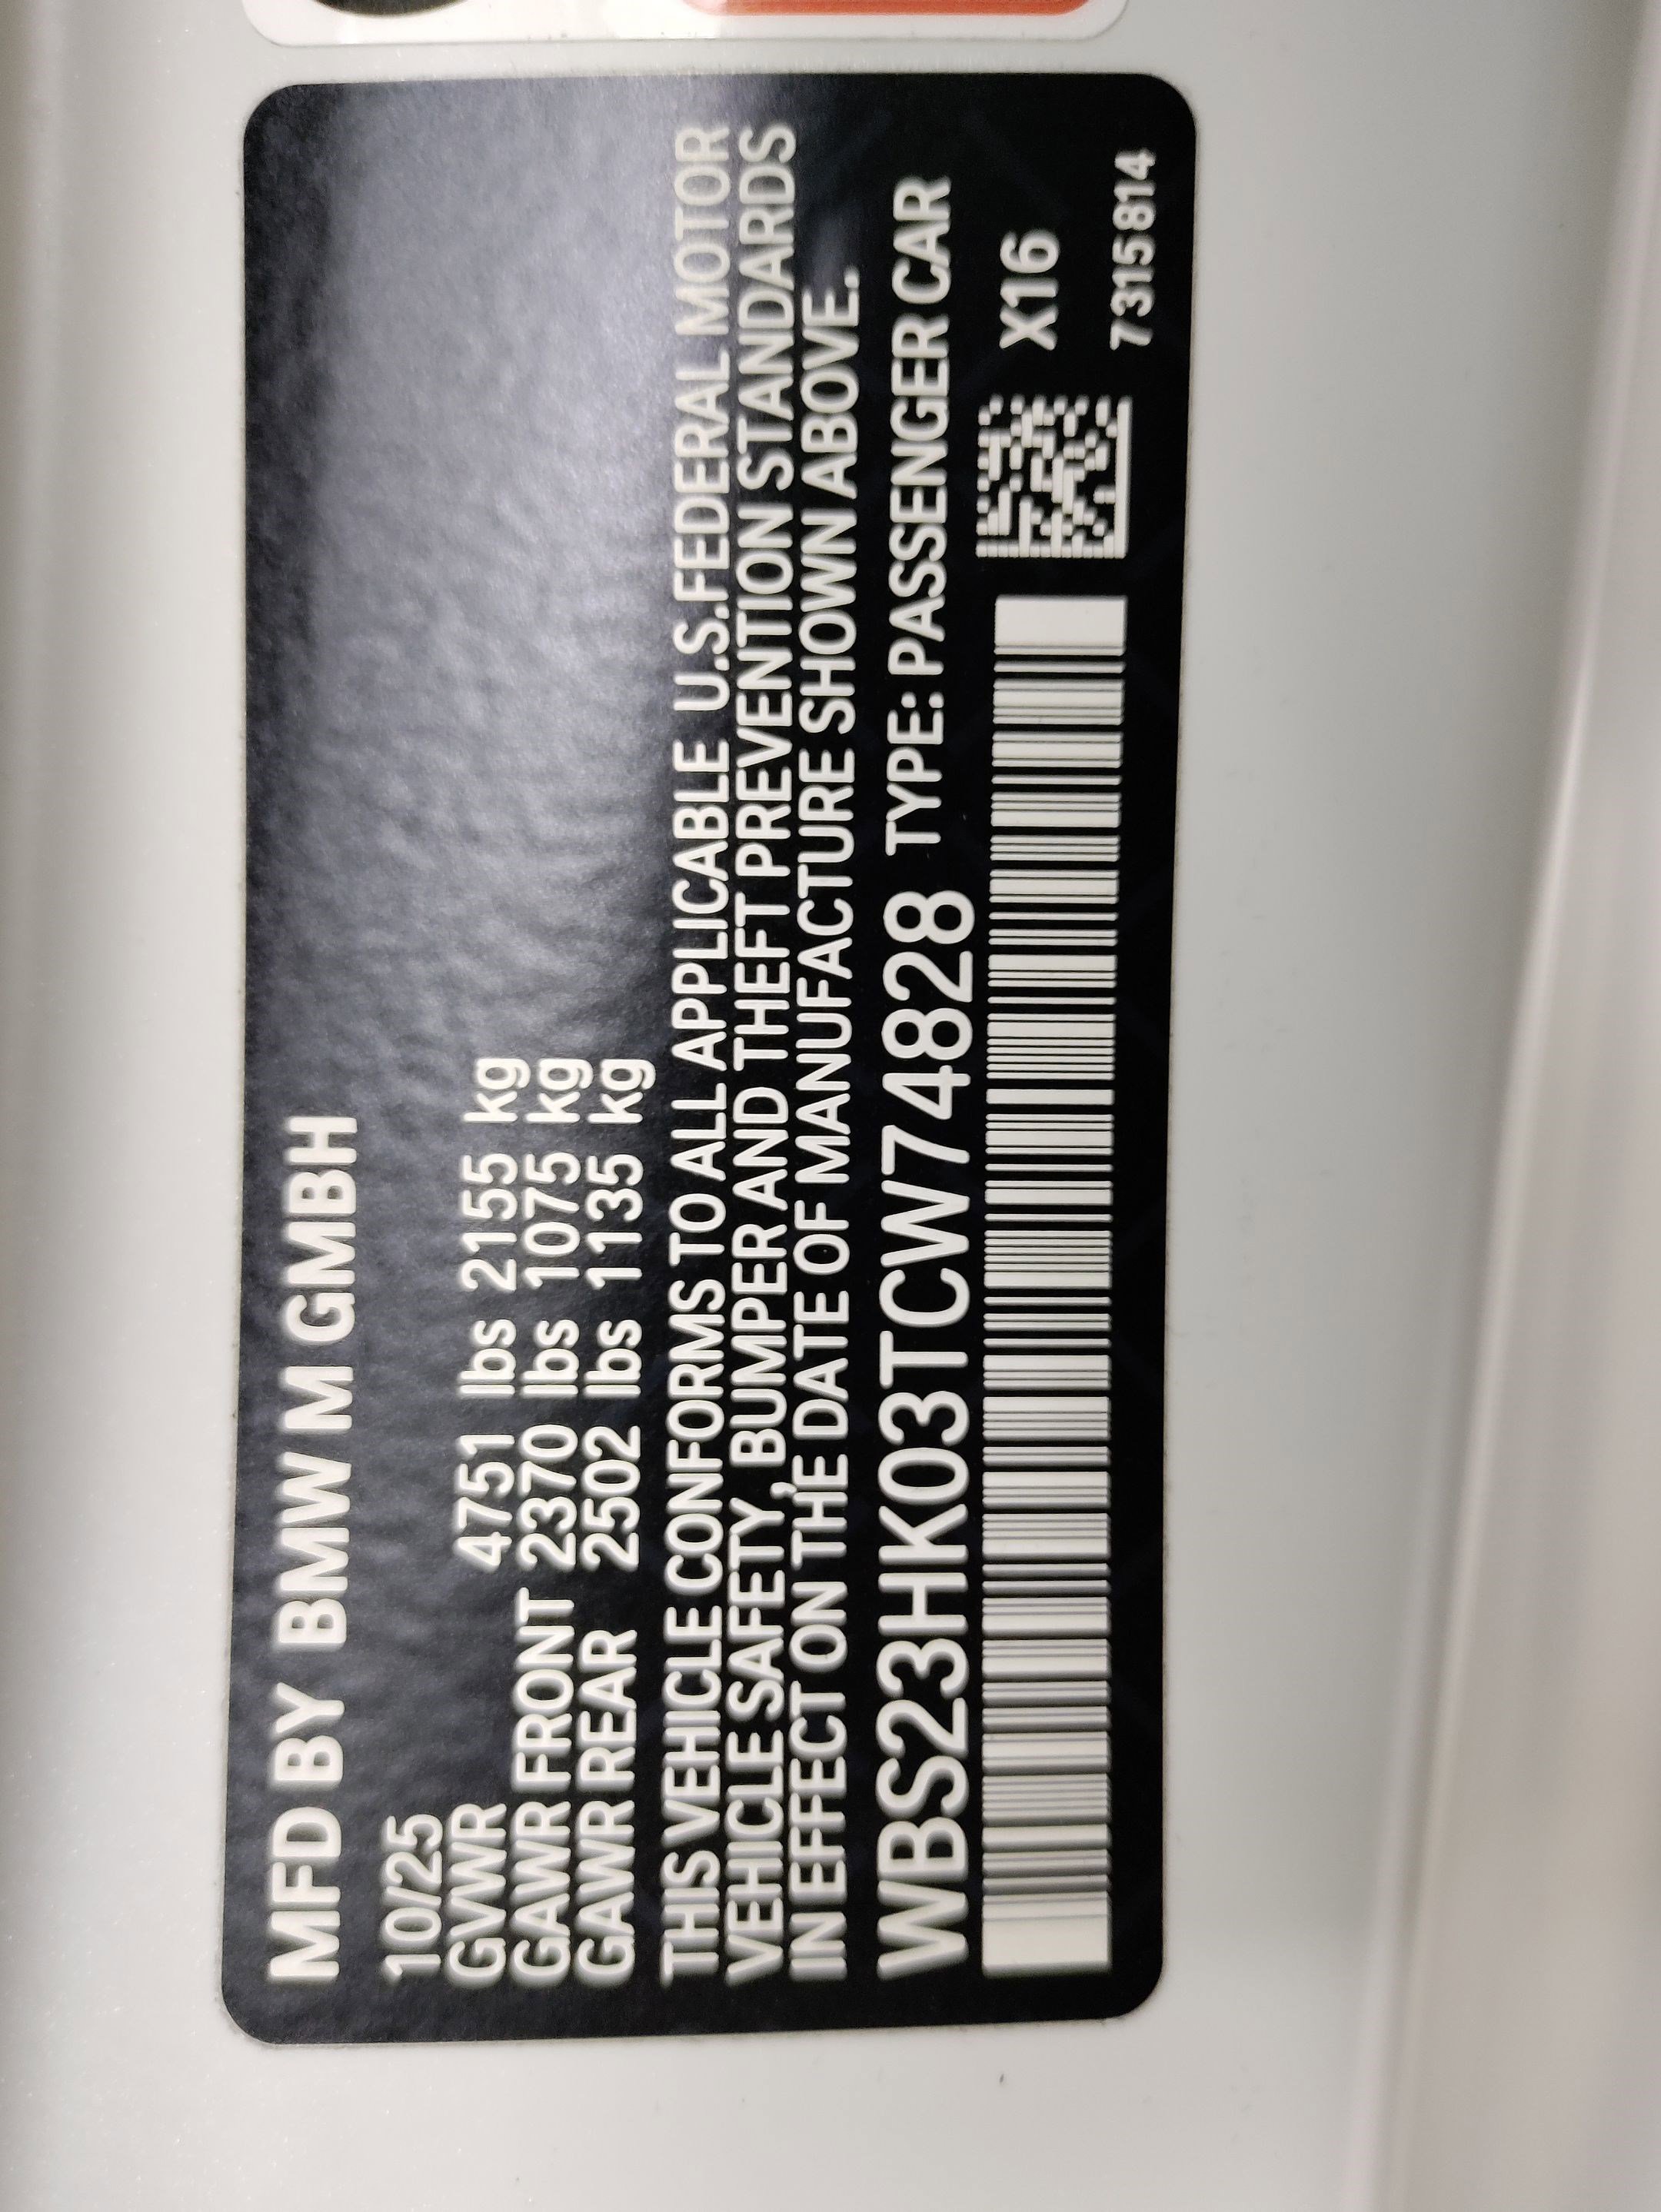 MFD BY BMW M GMBH
10/25
GVWR 4751 lbs 2155 kg
GAWR FRONT 2370 lbs 1075 kg
GAWR REAR 2502 lbs 1135 kg
THIS VEHICLE CONFORMS TO ALL APPLICABLE U.S.FEDERAL MOTOR
VEHICLE SAFETY, BUMPER AND THEFT PREVENTION STANDARDS
IN EFFECT ON THE DATE OF MANUFACTURE SHOWN ABOVE.
WBS23HK03TCW74828 TYPE: PASSENGER CAR
X16
7315814